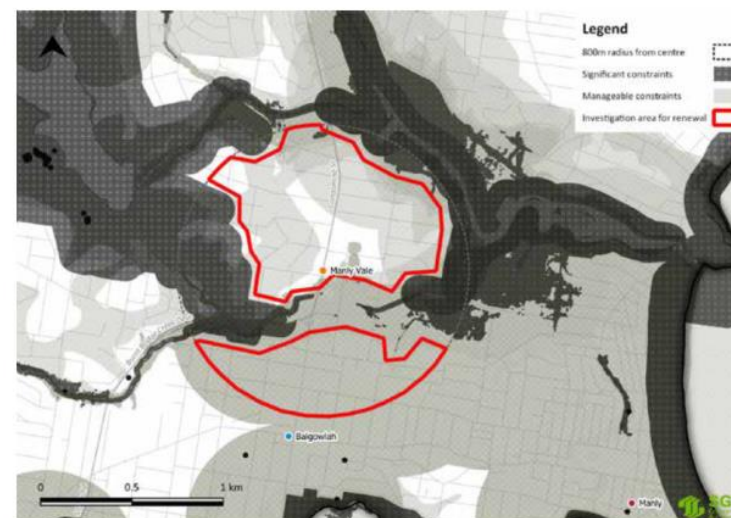 Legend
800m radius from centre
Significant constraints
Manageable constraints
Investigation area for renewal
Manly Vale
Balgowlah
0
0.5
1 km
Manly
SG